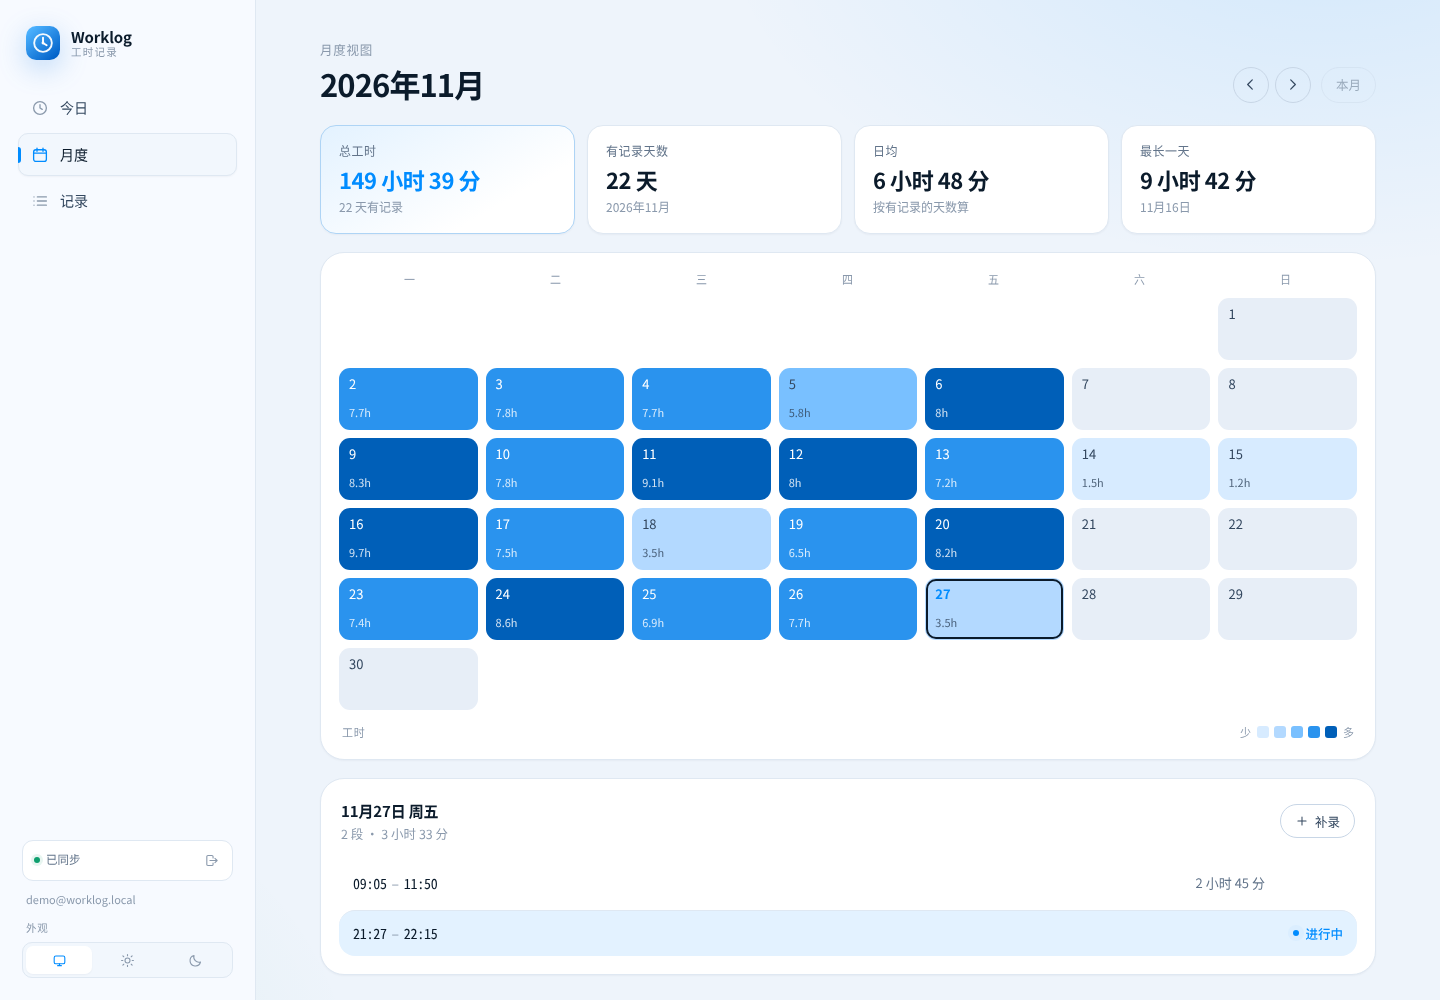 Worklog
工时记录
今日
月度
记录
已同步
demo@worklog.local
外观
月度视图
2026年11月
本月
总工时
149 小时 39 分
22 天有记录
有记录天数
22 天
2026年11月
日均
6 小时 48 分
按有记录的天数算
最长一天
9 小时 42 分
11月16日
一 二 三 四 五 六 日
1
2 3 4 5 6 7 8
7.7h 7.8h 7.7h 5.8h 8h
9 10 11 12 13 14 15
8.3h 7.8h 9.1h 8h 7.2h 1.5h 1.2h
16 17 18 19 20 21 22
9.7h 7.5h 3.5h 6.5h 8.2h
23 24 25 26 27 28 29
7.4h 8.6h 6.9h 7.7h 3.5h
30
工时 少 多
11月27日 周五
2 段 · 3 小时 33 分
补录
09:05 – 11:50 2 小时 45 分
21:27 – 22:15 进行中